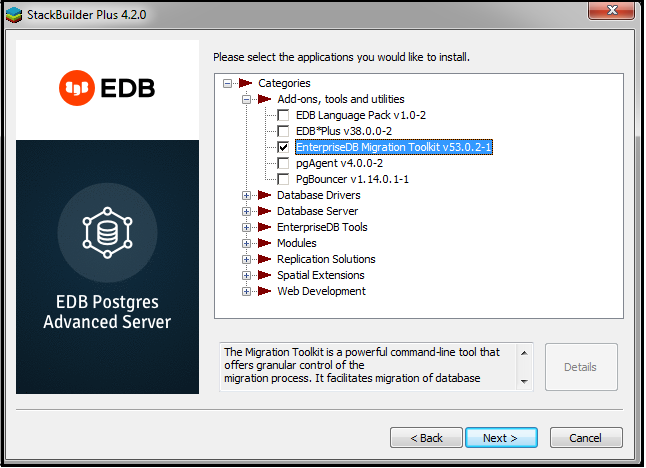 StackBuilder Plus 4.2.0
EDB
EDB Postgres
Advanced Server
Please select the applications you would like to install.
Categories
Add-ons, tools and utilities
EDB Language Pack v1.0-2
EDB*Plus v38.0.0-2
EnterpriseDB Migration Toolkit v53.0.2-1
pgAgent v4.0.0-2
PgBouncer v1.14.0.1-1
Database Drivers
Database Server
EnterpriseDB Tools
Modules
Replication Solutions
Spatial Extensions
Web Development
The Migration Toolkit is a powerful command-line tool that
offers granular control of the
migration process. It facilitates migration of database
Details
< Back
Next >
Cancel